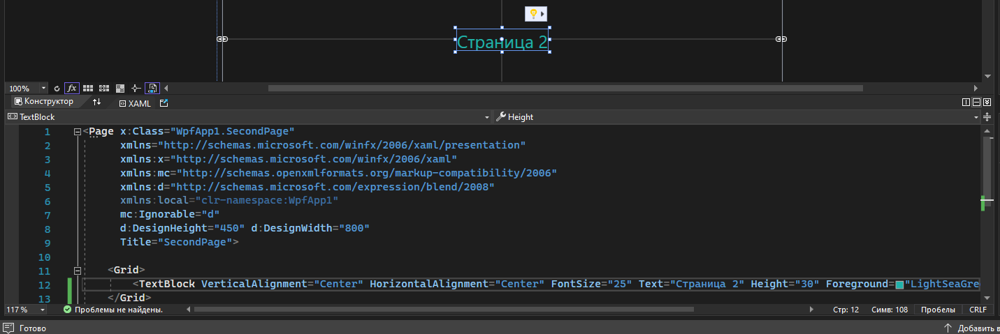 Страница 2
100%
fx
Конструктор
XAML
TextBlock
Height
1 <Page x:Class="WpfApp1.SecondPage"
2 xmlns="http://schemas.microsoft.com/winfx/2006/xaml/presentation"
3 xmlns:x="http://schemas.microsoft.com/winfx/2006/xaml"
4 xmlns:mc="http://schemas.openxmlformats.org/markup-compatibility/2006"
5 xmlns:d="http://schemas.microsoft.com/expression/blend/2008"
6 xmlns:local="clr-namespace:WpfApp1"
7 mc:Ignorable="d"
8 d:DesignHeight="450" d:DesignWidth="800"
9 Title="SecondPage">
10
11 <Grid>
12 <TextBlock VerticalAlignment="Center" HorizontalAlignment="Center" FontSize="25" Text="Страница 2" Height="30" Foreground="LightSeaGre
13 </Grid>
117 % Проблемы не найдены. Стр: 12 Симв: 108 Пробелы CRLF
Готово Добавить в